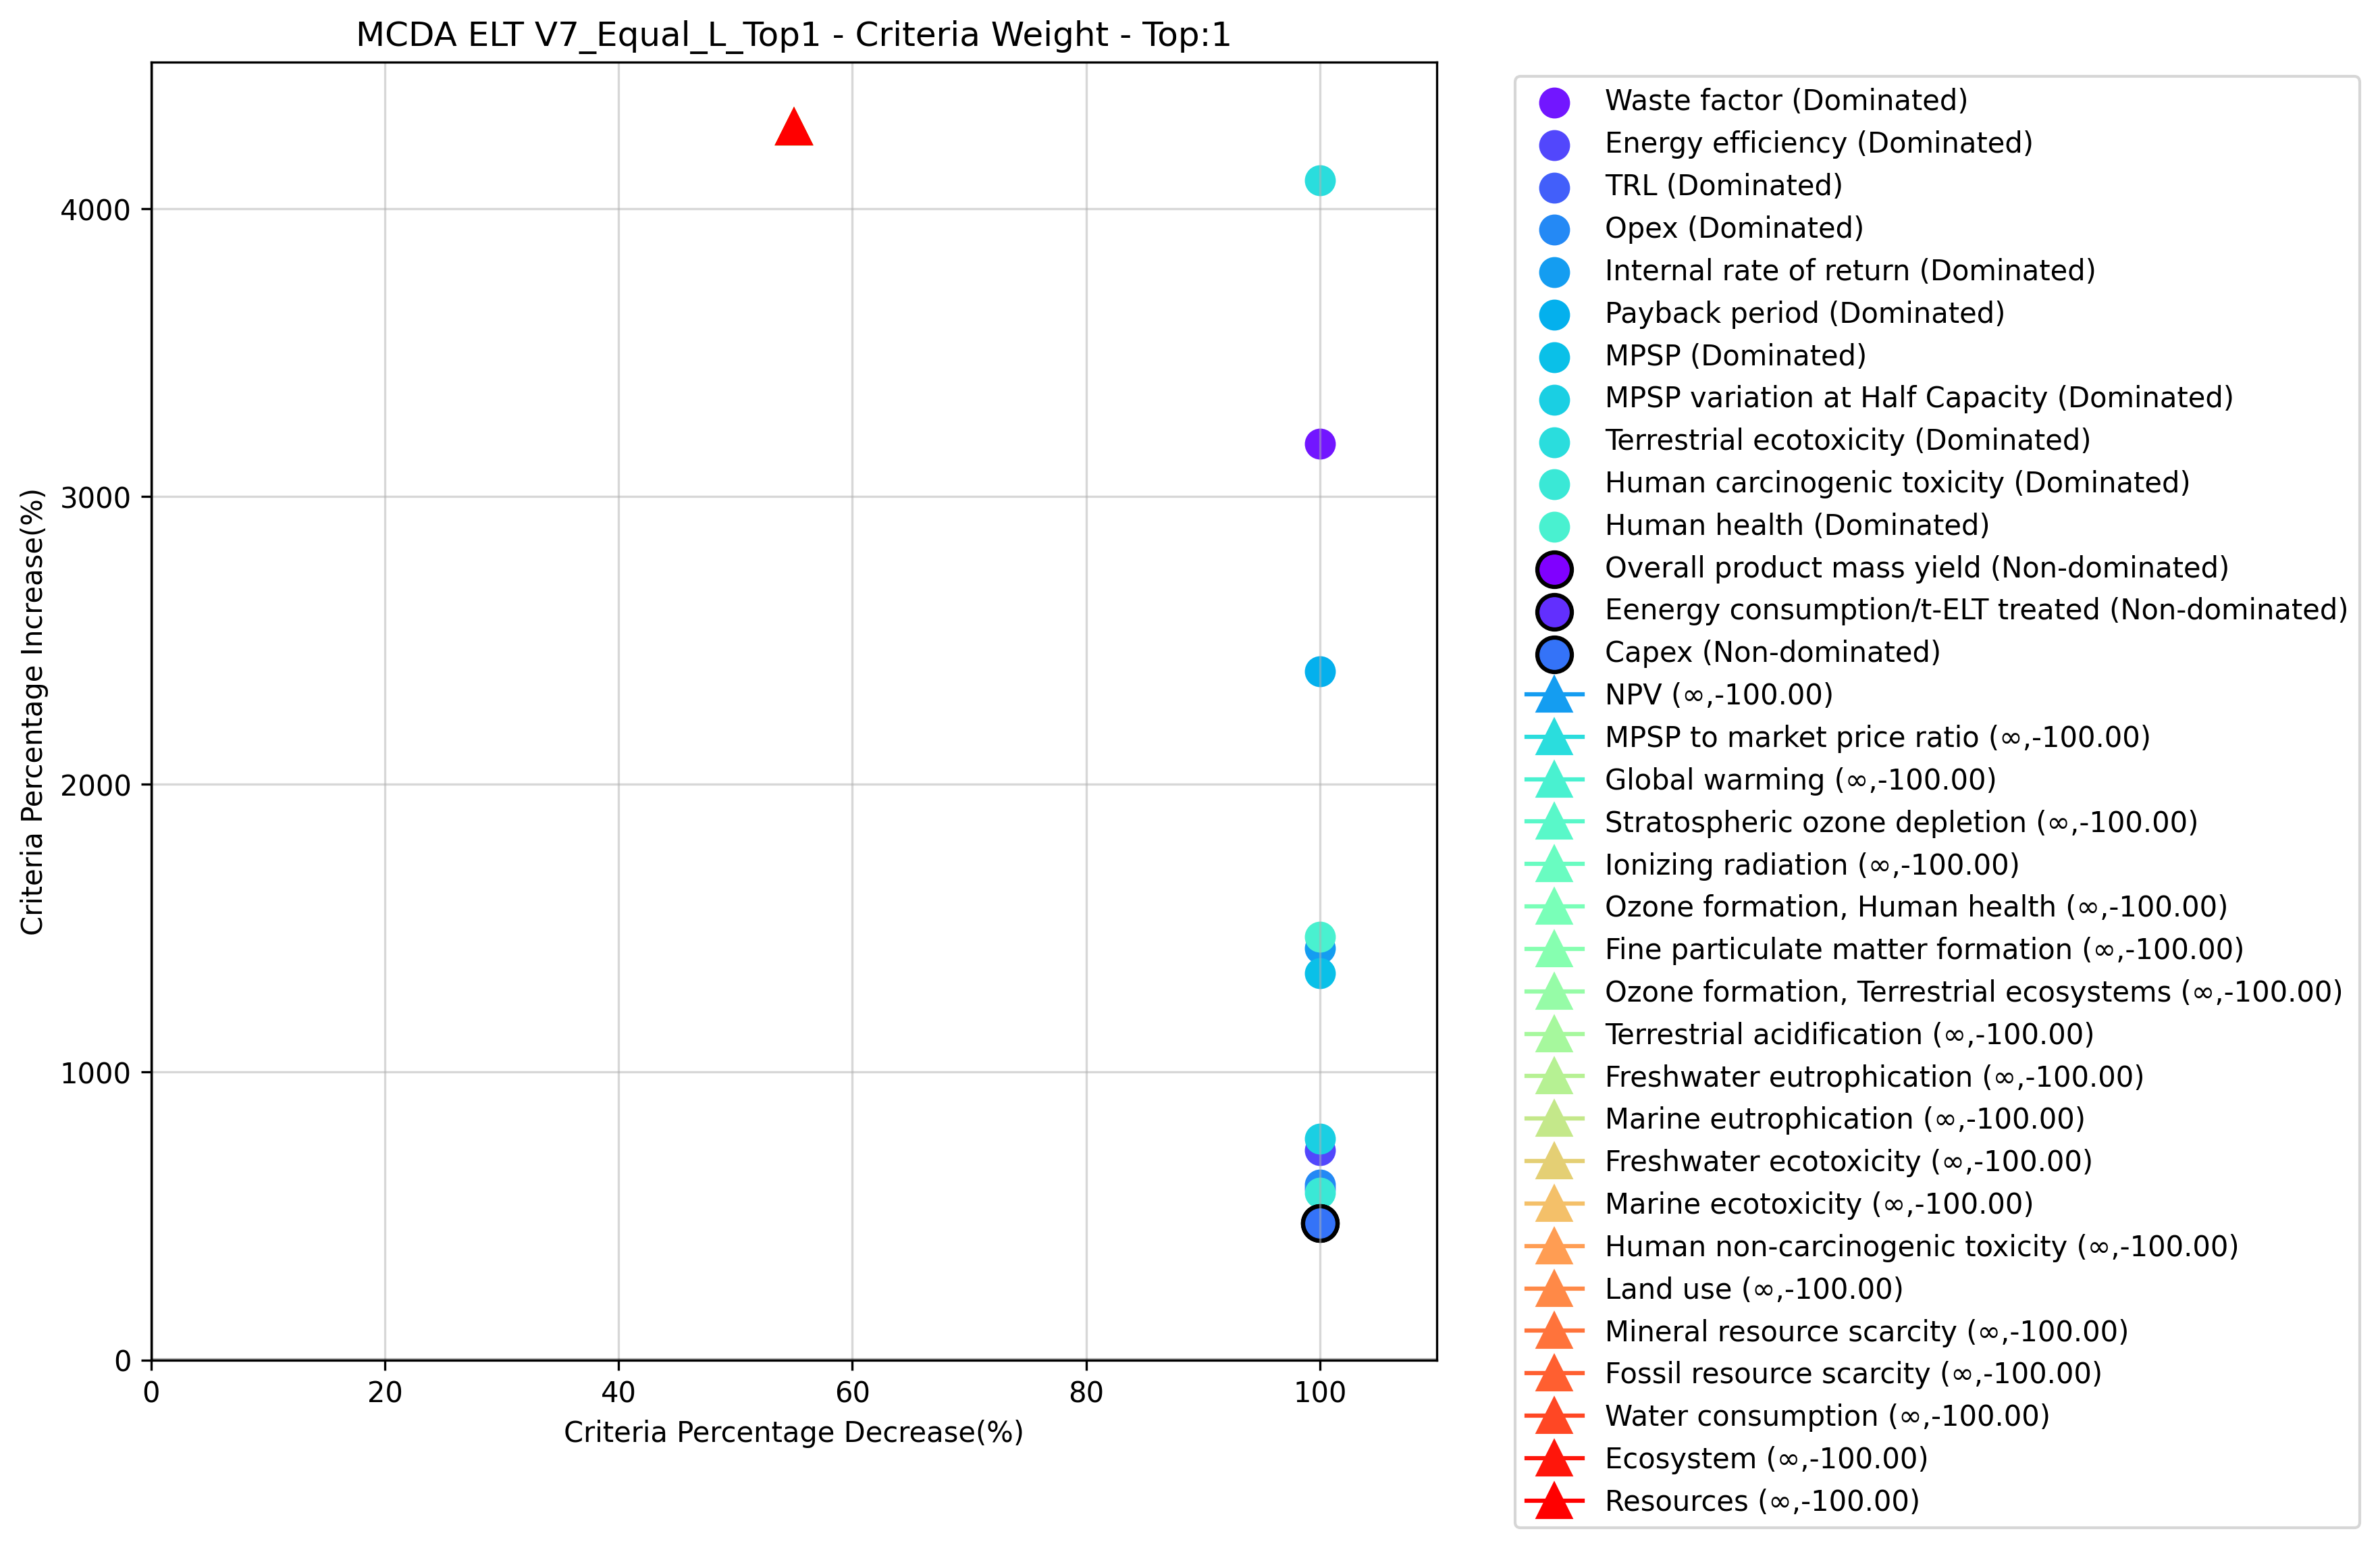 MCDA ELT V7_Equal_L_Top1 - Criteria Weight - Top:1
Criteria Percentage Increase(%)
4000
3000
2000
1000
0
0 20 40 60 80 100
Criteria Percentage Decrease(%)
Waste factor (Dominated)
Energy efficiency (Dominated)
TRL (Dominated)
Opex (Dominated)
Internal rate of return (Dominated)
Payback period (Dominated)
MPSP (Dominated)
MPSP variation at Half Capacity (Dominated)
Terrestrial ecotoxicity (Dominated)
Human carcinogenic toxicity (Dominated)
Human health (Dominated)
Overall product mass yield (Non-dominated)
Eenergy consumption/t-ELT treated (Non-dominated)
Capex (Non-dominated)
NPV (∞,-100.00)
MPSP to market price ratio (∞,-100.00)
Global warming (∞,-100.00)
Stratospheric ozone depletion (∞,-100.00)
Ionizing radiation (∞,-100.00)
Ozone formation, Human health (∞,-100.00)
Fine particulate matter formation (∞,-100.00)
Ozone formation, Terrestrial ecosystems (∞,-100.00)
Terrestrial acidification (∞,-100.00)
Freshwater eutrophication (∞,-100.00)
Marine eutrophication (∞,-100.00)
Freshwater ecotoxicity (∞,-100.00)
Marine ecotoxicity (∞,-100.00)
Human non-carcinogenic toxicity (∞,-100.00)
Land use (∞,-100.00)
Mineral resource scarcity (∞,-100.00)
Fossil resource scarcity (∞,-100.00)
Water consumption (∞,-100.00)
Ecosystem (∞,-100.00)
Resources (∞,-100.00)